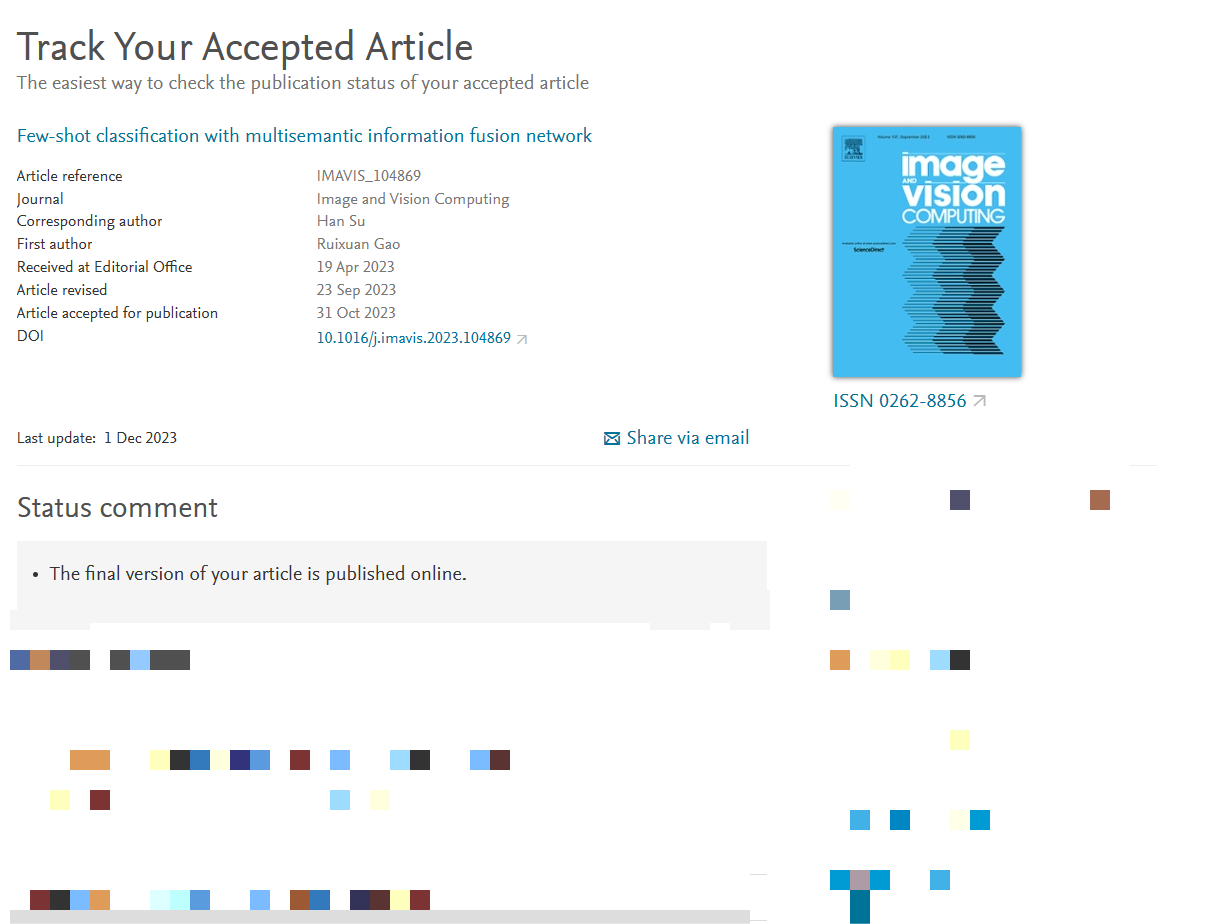 Track Your Accepted Article
The easiest way to check the publication status of your accepted article
Few-shot classification with multisemantic information fusion network
Article reference IMAVIS_104869
Journal Image and Vision Computing
Corresponding author Han Su
First author Ruixuan Gao
Received at Editorial Office 19 Apr 2023
Article revised 23 Sep 2023
Article accepted for publication 31 Oct 2023
DOI 10.1016/j.imavis.2023.104869
image
AND
vision
COMPUTING
ScienceDirect
ISSN 0262-8856
Last update: 1 Dec 2023
Share via email
Status comment
• The final version of your article is published online.